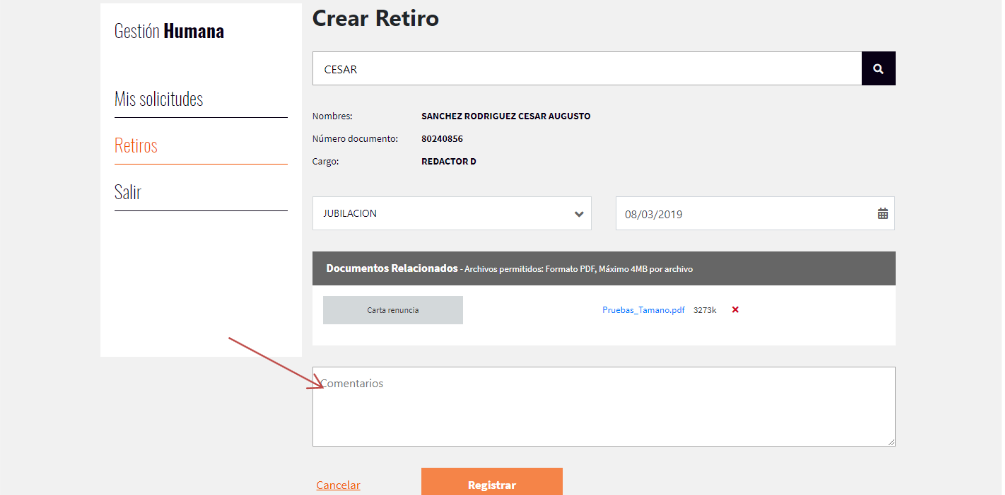 Gestión Humana
Mis solicitudes
Retiros
Salir
Crear Retiro
CESAR
Nombres: SANCHEZ RODRIGUEZ CESAR AUGUSTO
Número documento: 80240856
Cargo: REDACTOR D
JUBILACION
08/03/2019
Documentos Relacionados - Archivos permitidos: Formato PDF, Máximo 4MB por archivo
Carta renuncia
Pruebas_Tamano.pdf 3273k
Comentarios
Cancelar
Registrar